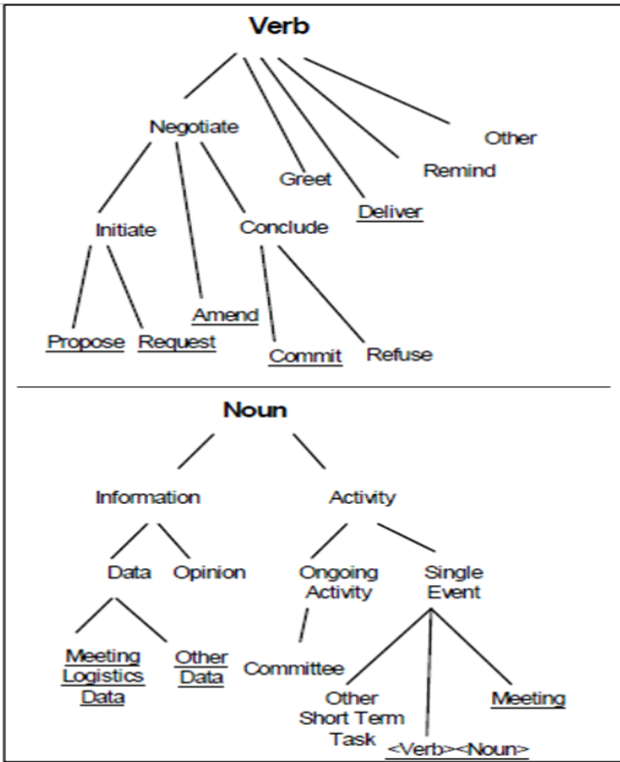 Verb
Negotiate
Other
Remind
Greet
Deliver
Initiate
Conclude
Amend
Propose
Request
Commit
Refuse
Noun
Information
Activity
Data
Opinion
Ongoing
Activity
Single
Event
Meeting
Logistics
Data
Other
Data
Committee
Other
Short Term
Task
<Verb><Noun>
Meeting